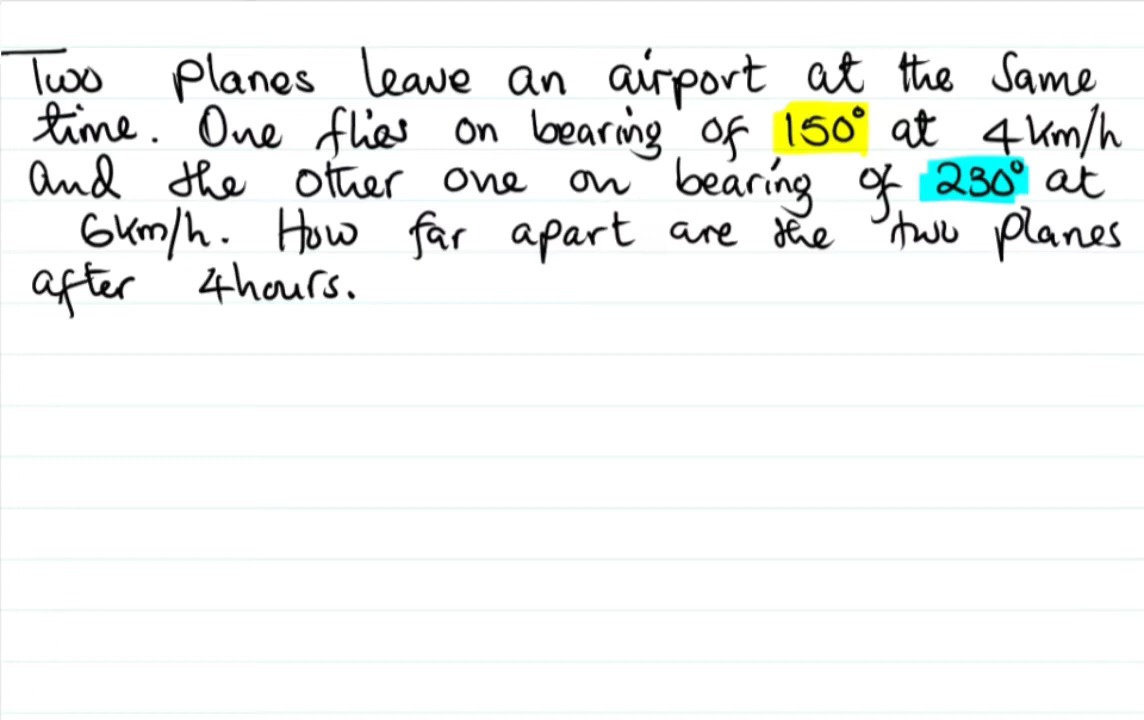 Two planes leave an airport at the same
time. One flies on bearing of 150° at 4km/h
and the other one on bearing of 230° at
6km/h. How far apart are the two planes
after 4hours.